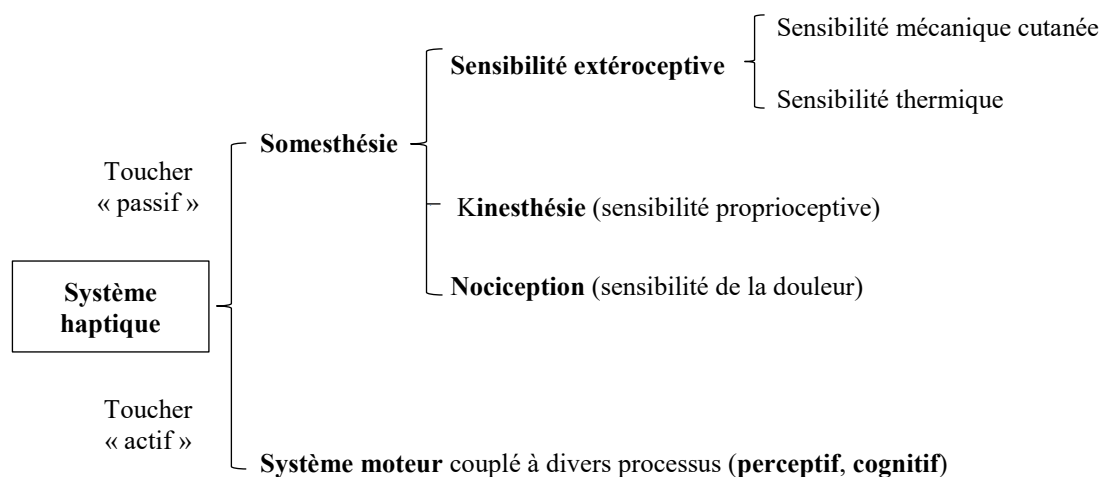 Sensibilité mécanique cutanée
Sensibilité extéroceptive
Sensibilité thermique
Somesthésie
Toucher
« passif »
Kinesthésie (sensibilité proprioceptive)
Nociception (sensibilité de la douleur)
Système
haptique
Toucher
« actif »
Système moteur couplé à divers processus (perceptif, cognitif)